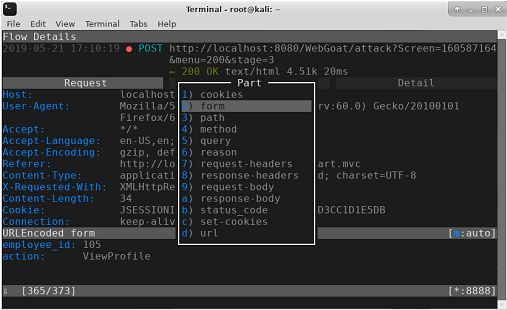 Terminal - root@kali: ~
File Edit View Terminal Tabs Help
Flow Details
2019-05-21 17:10:19 POST http://localhost:8080/WebGoat/attack?Screen=160587164
&menu=200&stage=3
← 200 OK text/html 4.51k 20ms
Request Part Detail
Host: localhost 1) cookies
User-Agent: Mozilla/5 2) form rv:60.0) Gecko/20100101
Firefox/6 3) path
Accept: */* 4) method
Accept-Language: en-US,en; 5) query
Accept-Encoding: gzip, def 6) reason
Referer: http://lo 7) request-headers art.mvc
Content-Type: applicati 8) response-headers d; charset=UTF-8
X-Requested-With: XMLHttpRe 9) request-body
Content-Length: 34 a) response-body
Cookie: JSESSIONI b) status_code D3CC1D1E5DB
Connection: keep-aliv c) set-cookies
URLEncoded form d) url [m:auto]
employee_id: 105
action: ViewProfile
⇩ [365/373] [*:8888]